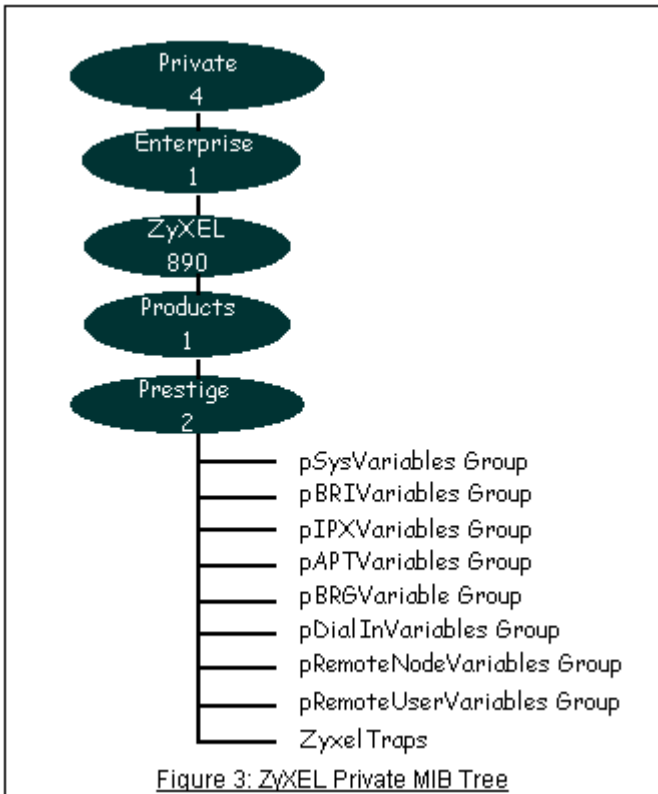 Private
4
Enterprise
1
ZyXEL
890
Products
1
Prestige
2
pSysVariables Group
pBRIVariables Group
pIPXVariables Group
pAPTVariables Group
pBRGVariable Group
pDialInVariables Group
pRemoteNodeVariables Group
pRemoteUserVariables Group
ZyxelTraps
Figure 3: ZyXEL Private MIB Tree